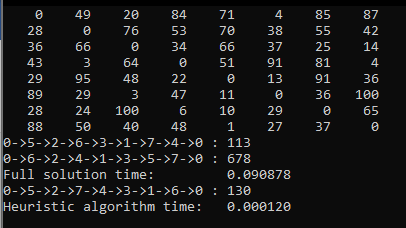 0 49 20 84 71 4 85 87
28 0 76 53 70 38 55 42
36 66 0 34 66 37 25 14
43 3 64 0 51 91 81 4
29 95 48 22 0 13 91 36
89 29 3 47 11 0 36 100
28 24 100 6 10 29 0 65
88 50 40 48 1 27 37 0
0->5->2->6->3->1->7->4->0 : 113
0->6->2->4->1->3->5->7->0 : 678
Full solution time: 0.090878
0->5->2->7->4->3->1->6->0 : 130
Heuristic algorithm time: 0.000120